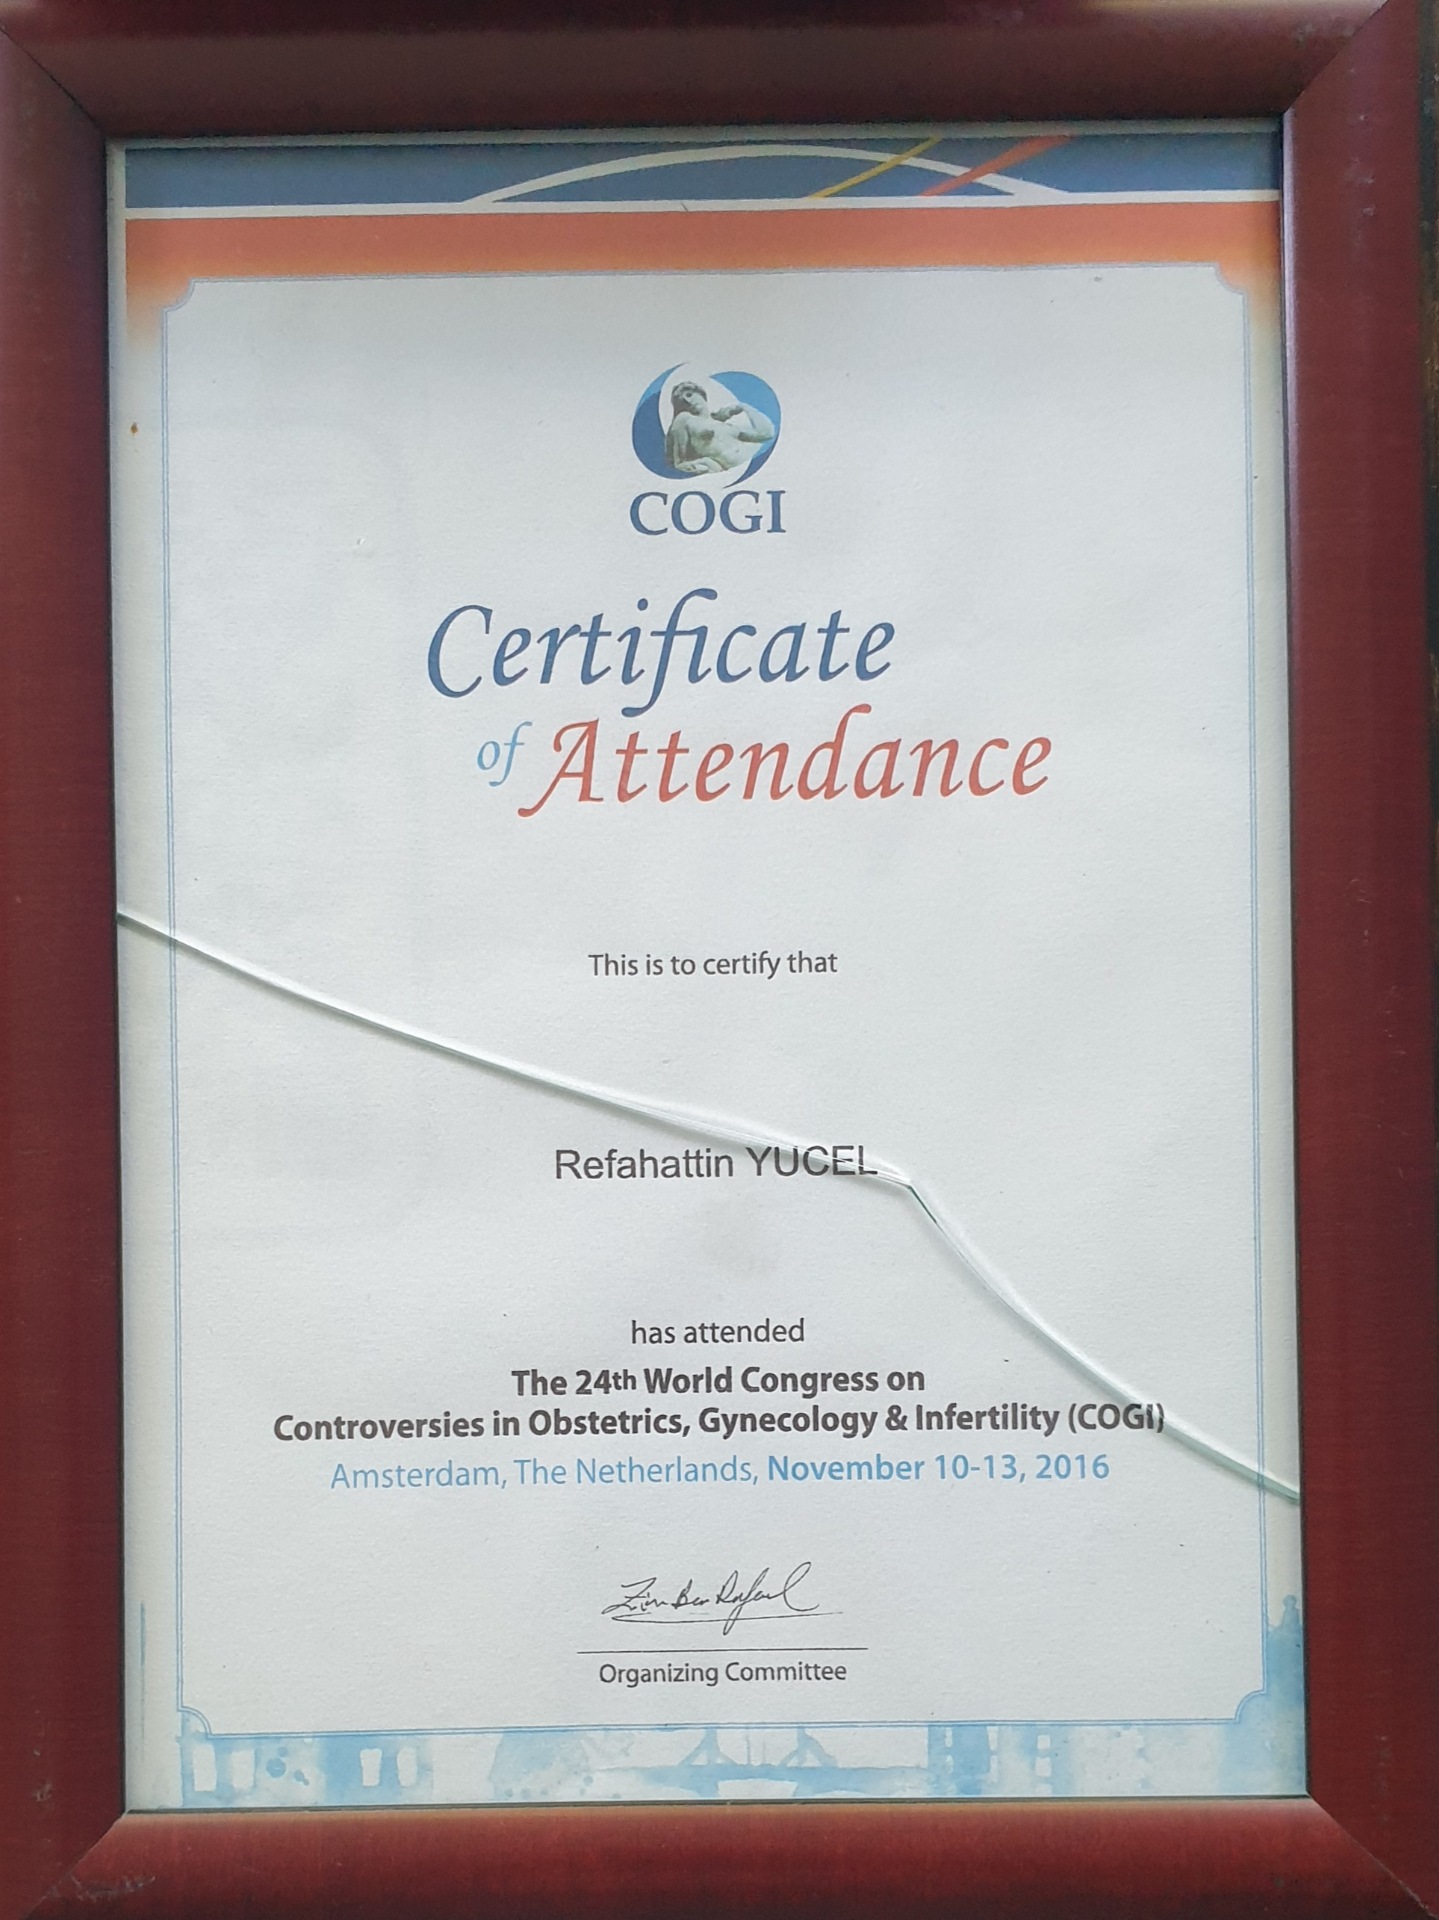 COGI
Certificate
of Attendance
This is to certify that
Refahattin YUCEL
has attended
The 24th World Congress on
Controversies in Obstetrics, Gynecology & Infertility (COGI)
Amsterdam, The Netherlands, November 10-13, 2016
Organizing Committee